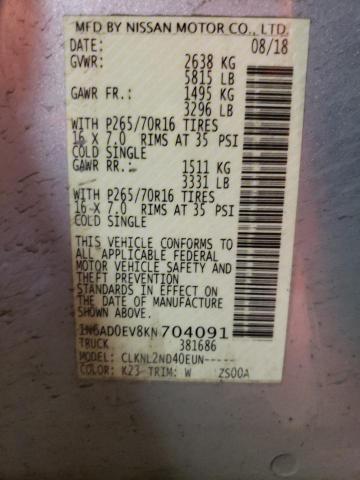 MFD BY NISSAN MOTOR CO., LTD.
DATE: 08/18
GVWR: 2638 KG
5815 LB
GAWR FR.: 1495 KG
3296 LB
WITH P265/70R16 TIRES
16 X 7.0 RIMS AT 35 PSI
COLD SINGLE
GAWR RR.: 1511 KG
3331 LB
WITH P265/70R16 TIRES
16 X 7.0 RIMS AT 35 PSI
COLD SINGLE
THIS VEHICLE CONFORMS TO
ALL APPLICABLE FEDERAL
MOTOR VEHICLE SAFETY AND
THEFT PREVENTION
STANDARDS IN EFFECT ON
THE DATE OF MANUFACTURE
SHOWN ABOVE.
1N6AD0EV8KN704091
TRUCK 381686
MODEL: CLKNL2ND40EUN-----
COLOR: K23 TRIM: W ZS00A